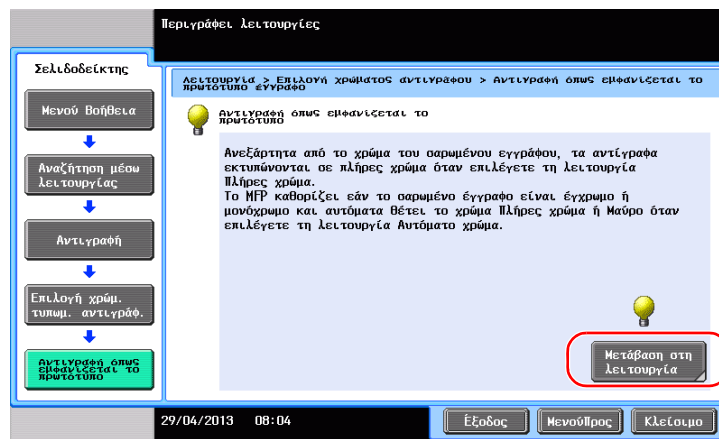 Περιγράφει λειτουργίες
Σελιδοδείκτης
Μενού Βοήθεια
Αναζήτηση μέσω
λειτουργίας
Αντιγραφή
Επιλογή χρώμ.
τυπωμ. αντιγράφ.
Αντιγραφή όπως
εμφανίζεται το
πρωτότυπο
Λειτουργία > Επιλογή χρώματος αντιγράφου > Αντιγραφή όπως εμφανίζεται το
πρωτότυπο έγγραφο
Αντιγραφή όπως εμφανίζεται το
πρωτότυπο
Ανεξάρτητα από το χρώμα του σαρωμένου εγγράφου, τα αντίγραφα
εκτυπώνονται σε πλήρες χρώμα όταν επιλέγετε τη λειτουργία
Πλήρες χρώμα.
Το MFP καθορίζει εάν το σαρωμένο έγγραφο είναι έγχρωμο ή
μονόχρωμο και αυτόματα θέτει το χρώμα Πλήρες χρώμα ή Μαύρο όταν
επιλέγετε τη λειτουργία Αυτόματο χρώμα.
Μετάβαση στη
λειτουργία
29/04/2013 08:04
Έξοδος
ΜενούΠρος
Κλείσιμο